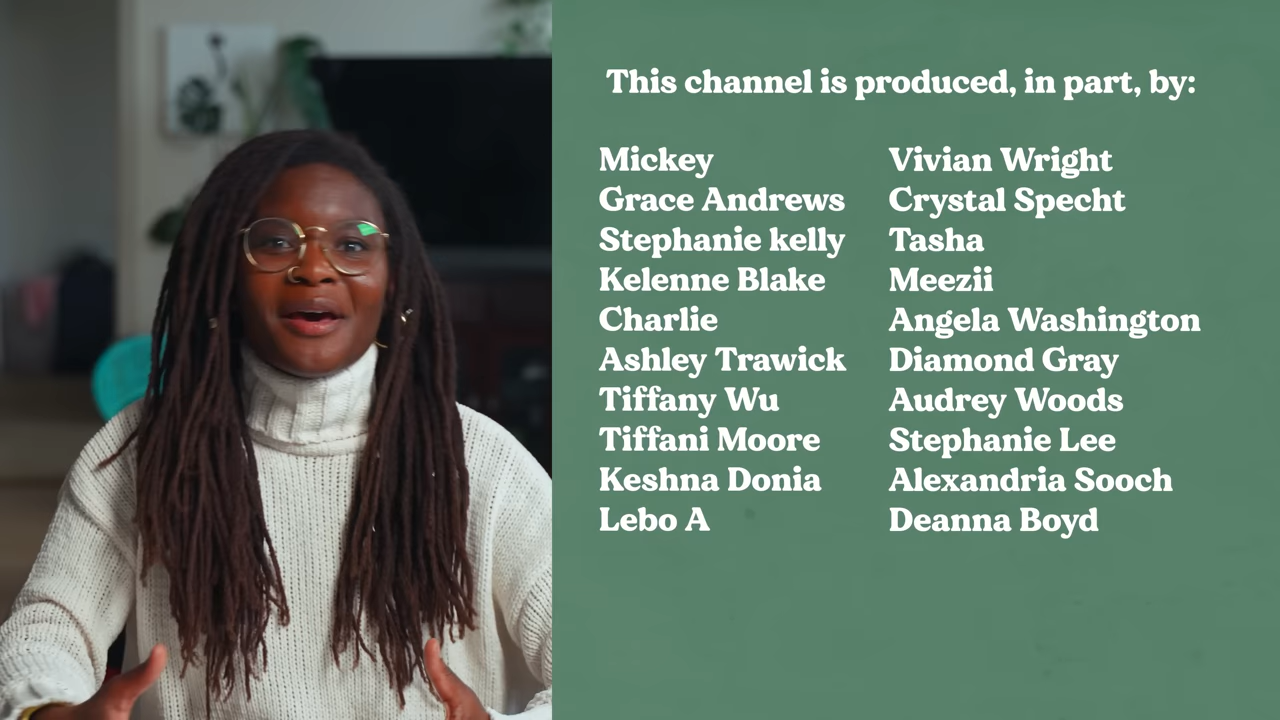 This channel is produced, in part, by:
Mickey
Grace Andrews
Stephanie kelly
Kelenne Blake
Charlie
Ashley Trawick
Tiffany Wu
Tiffani Moore
Keshna Donia
Lebo A
Vivian Wright
Crystal Specht
Tasha
Meezii
Angela Washington
Diamond Gray
Audrey Woods
Stephanie Lee
Alexandria Sooch
Deanna Boyd